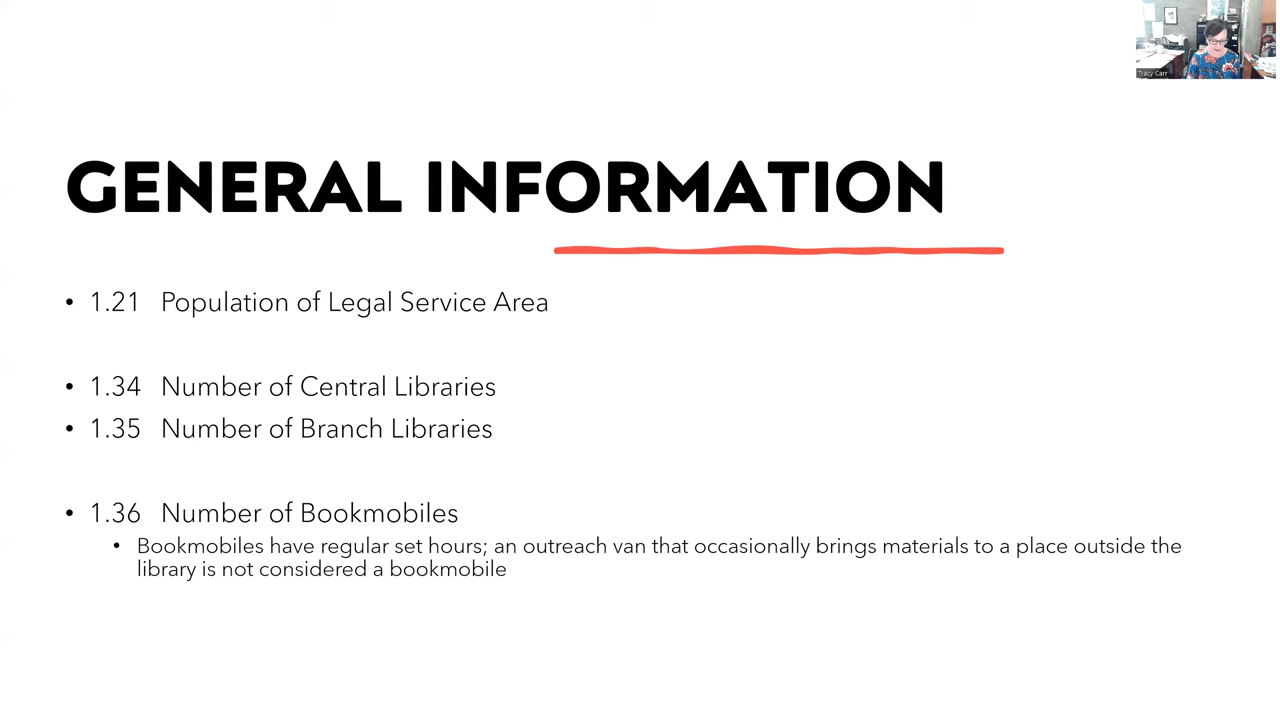 Tracy Carr
GENERAL INFORMATION
• 1.21 Population of Legal Service Area
• 1.34 Number of Central Libraries
• 1.35 Number of Branch Libraries
• 1.36 Number of Bookmobiles
• Bookmobiles have regular set hours; an outreach van that occasionally brings materials to a place outside the
library is not considered a bookmobile